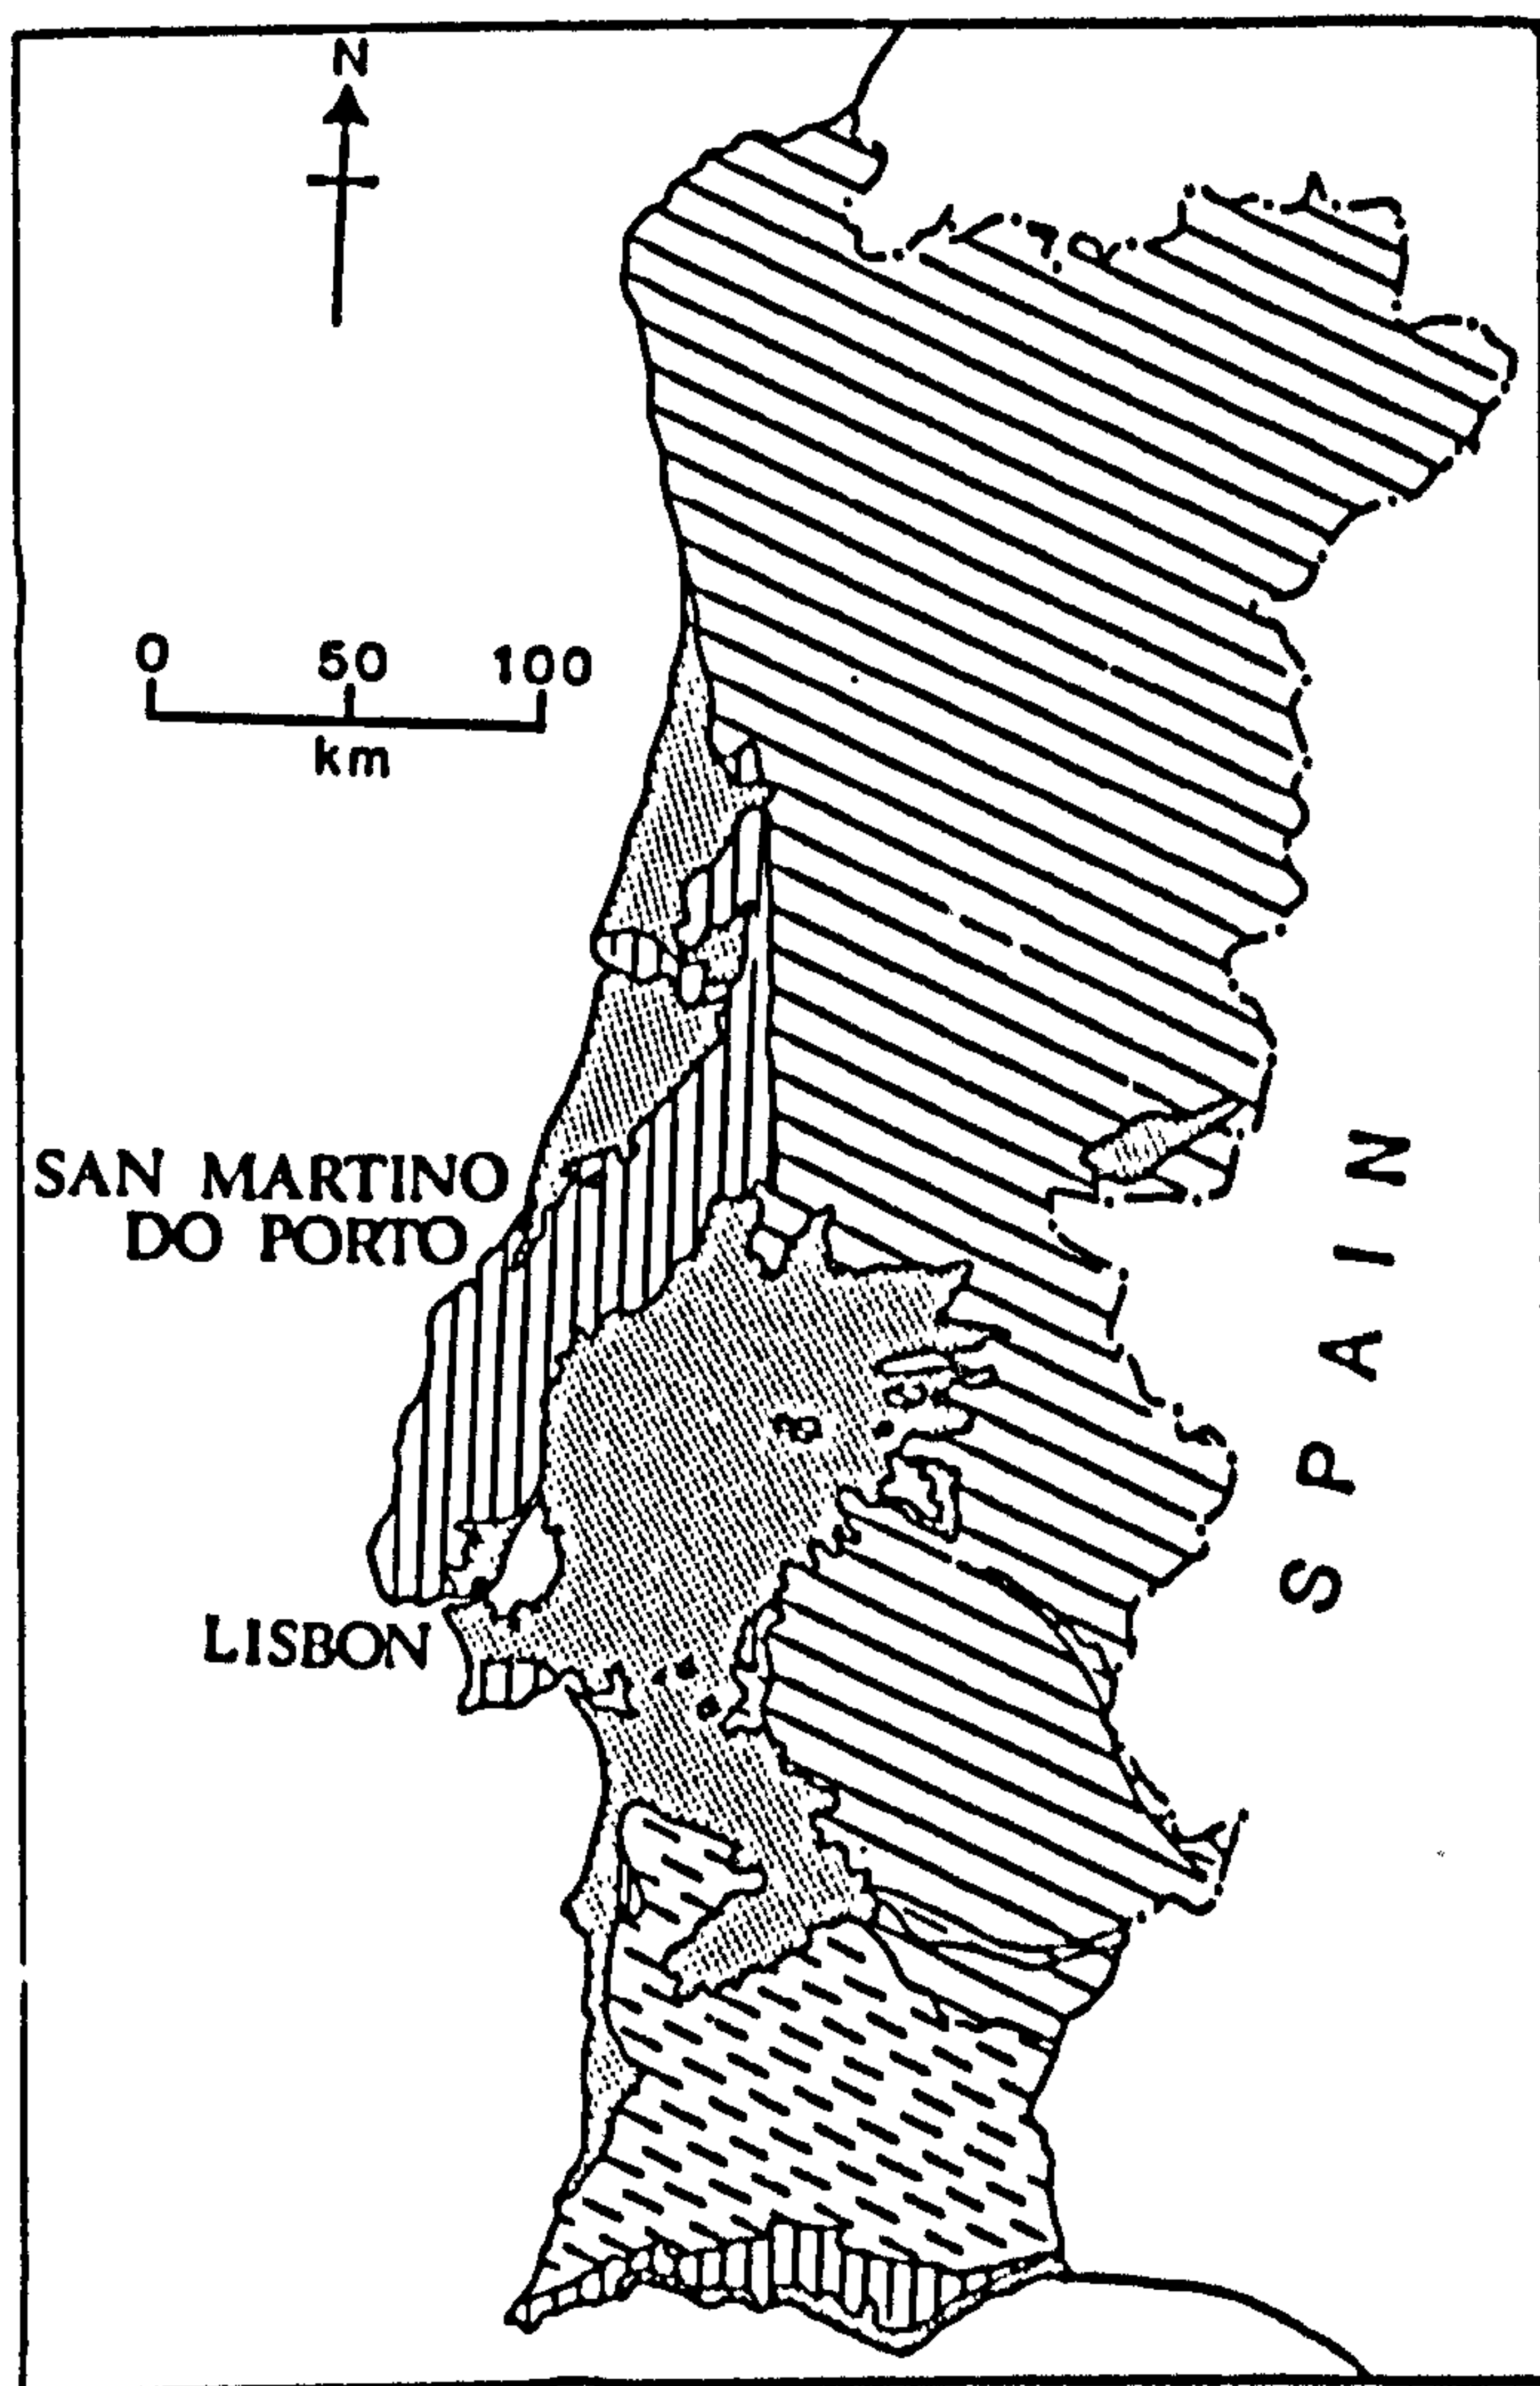 N
0 50 100
km
SAN MARTINO
DO PORTO
LISBON
SPAIN